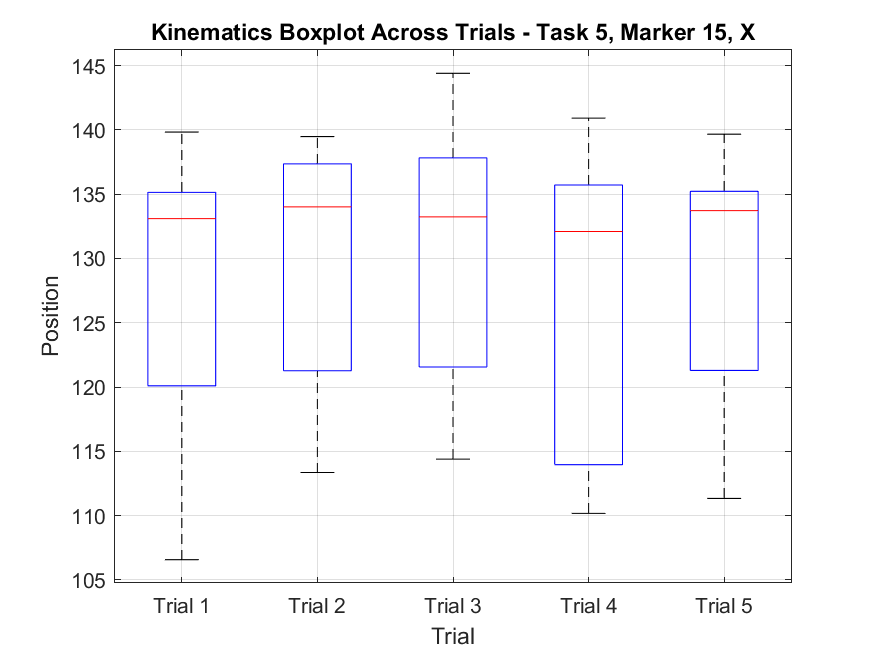 Kinematics Boxplot Across Trials - Task 5, Marker 15, X
145
140
135
130
125
120
115
110
105
Position
Trial 1 Trial 2 Trial 3 Trial 4 Trial 5
Trial